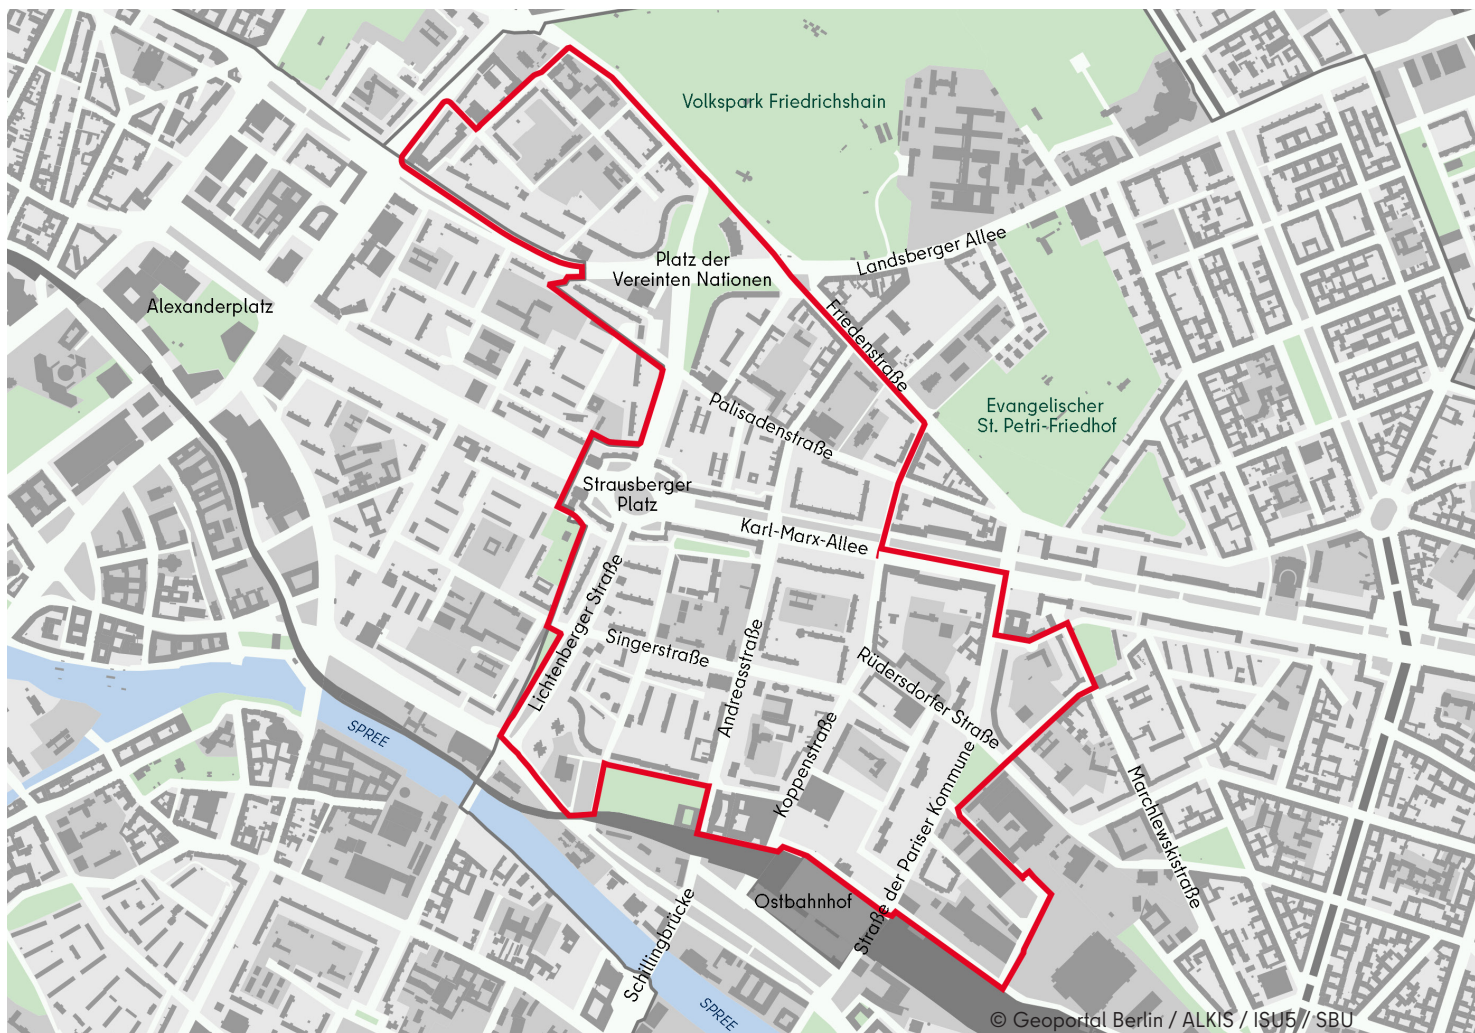 Volkspark Friedrichshain
Landsberger Allee
Platz der
Vereinten Nationen
Alexanderplatz
Friedenstraße
Palisadenstraße
Evangelischer
St. Petri-Friedhof
Strausberger
Platz
Karl-Marx-Allee
Lichtenberger Straße
Singerstraße
Andreasstraße
Rüdersdorfer Straße
Koppenstraße
SPREE
Straße der Pariser Kommune
Marchlewskistraße
Ostbahnhof
Schillingbrücke
SPREE
© Geoportal Berlin / ALKIS / ISU5 / SBU